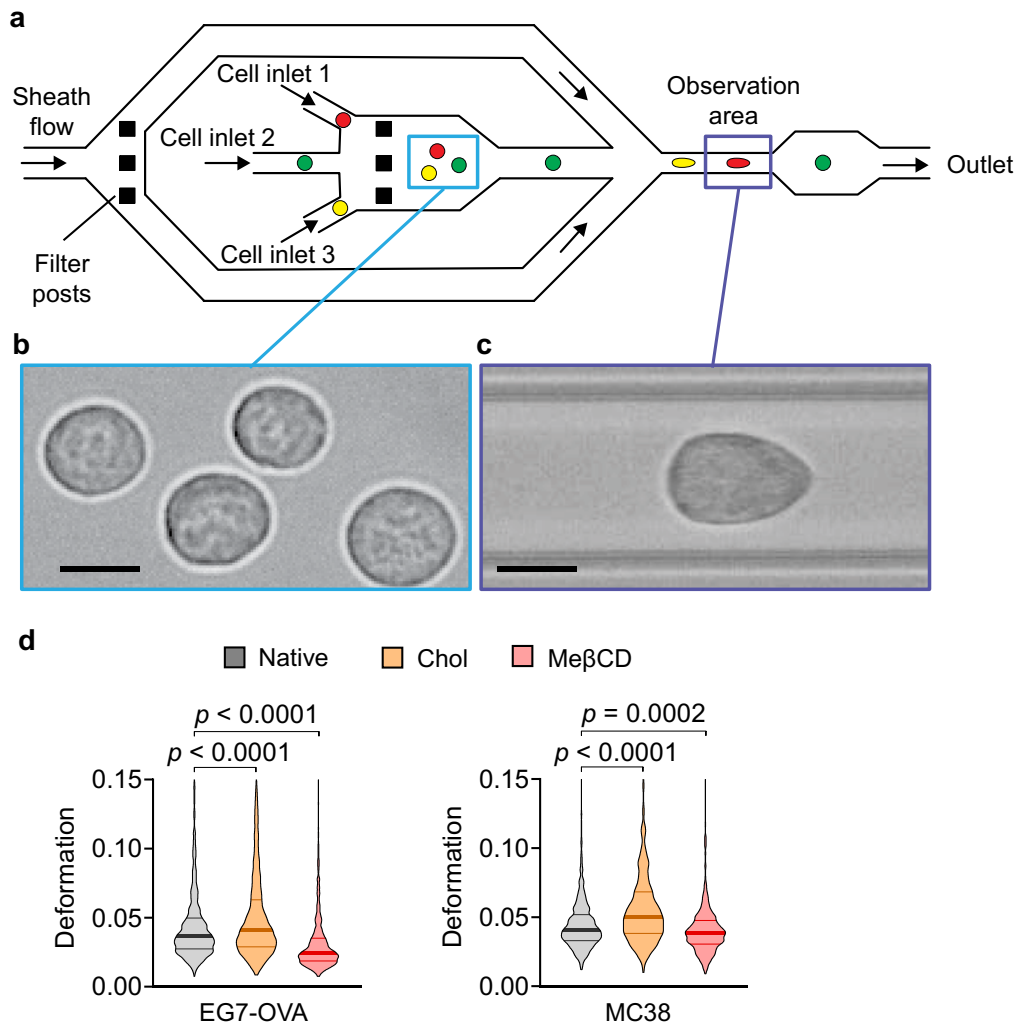 a
Sheath
flow
Cell inlet 1
Cell inlet 2
Cell inlet 3
Filter
posts
Observation
area
Outlet
b
c
d
Native
Chol
MeβCD
p < 0.0001
p < 0.0001
Deformation
0.15
0.10
0.05
0.00
EG7-OVA
p = 0.0002
p < 0.0001
Deformation
0.15
0.10
0.05
0.00
MC38